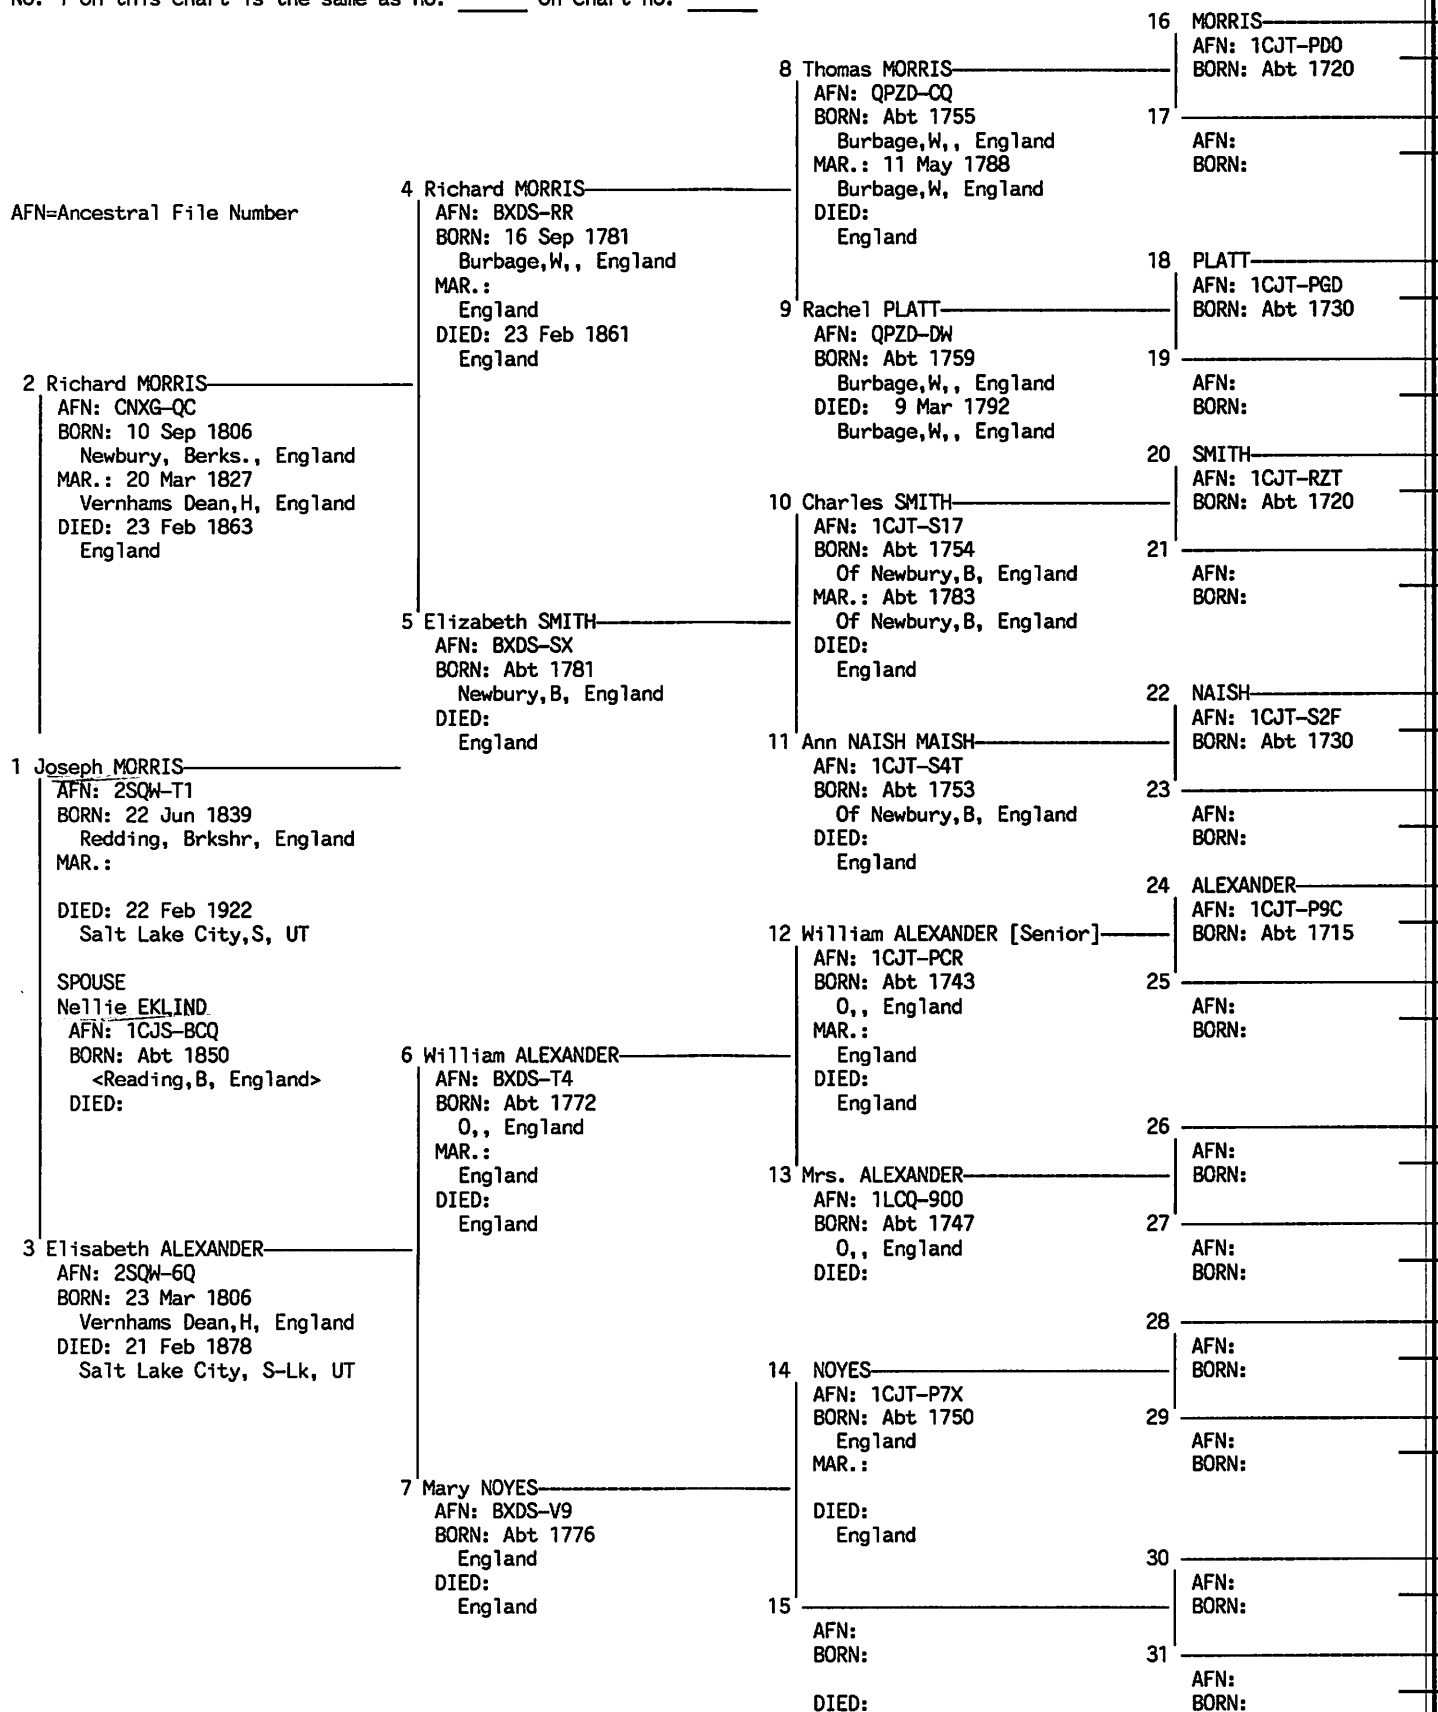 No. 1 on this chart is the same as no. _____ on chart no. _____
AFN=Ancestral File Number
1 Joseph MORRIS
AFN: 2SQW-T1
BORN: 22 Jun 1839
Redding, Brkshr, England
MAR.:
DIED: 22 Feb 1922
Salt Lake City,S, UT
SPOUSE
Nellie EKLIND
AFN: 1CJS-BCQ
BORN: Abt 1850
<Reading,B, England>
DIED:
2 Richard MORRIS
AFN: CNXG-QC
BORN: 10 Sep 1806
Newbury, Berks., England
MAR.: 20 Mar 1827
Vernhams Dean,H, England
DIED: 23 Feb 1863
England
3 Elisabeth ALEXANDER
AFN: 2SQW-6Q
BORN: 23 Mar 1806
Vernhams Dean,H, England
DIED: 21 Feb 1878
Salt Lake City, S-Lk, UT
4 Richard MORRIS
AFN: BXDS-RR
BORN: 16 Sep 1781
Burbage,W,, England
MAR.:
England
DIED: 23 Feb 1861
England
5 Elizabeth SMITH
AFN: BXDS-SX
BORN: Abt 1781
Newbury,B, England
DIED:
England
6 William ALEXANDER
AFN: BXDS-T4
BORN: Abt 1772
O,, England
MAR.:
England
DIED:
England
7 Mary NOYES
AFN: BXDS-V9
BORN: Abt 1776
England
DIED:
England
8 Thomas MORRIS
AFN: QPZD-CQ
BORN: Abt 1755
Burbage,W,, England
MAR.: 11 May 1788
Burbage,W, England
DIED:
England
9 Rachel PLATT
AFN: QPZD-DW
BORN: Abt 1759
Burbage,W,, England
DIED: 9 Mar 1792
Burbage,W,, England
10 Charles SMITH
AFN: 1CJT-S17
BORN: Abt 1754
Of Newbury,B, England
MAR.: Abt 1783
Of Newbury,B, England
DIED:
England
11 Ann NAISH MAISH
AFN: 1CJT-S4T
BORN: Abt 1753
Of Newbury,B, England
DIED:
England
12 William ALEXANDER [Senior]
AFN: 1CJT-PCR
BORN: Abt 1743
O,, England
MAR.:
England
DIED:
England
13 Mrs. ALEXANDER
AFN: 1LCQ-900
BORN: Abt 1747
O,, England
DIED:
14 NOYES
AFN: 1CJT-P7X
BORN: Abt 1750
England
MAR.:
DIED:
England
15
AFN:
BORN:
DIED:
16 MORRIS
AFN: 1CJT-PD0
BORN: Abt 1720
17
AFN:
BORN:
18 PLATT
AFN: 1CJT-PGD
BORN: Abt 1730
19
AFN:
BORN:
20 SMITH
AFN: 1CJT-RZT
BORN: Abt 1720
21
AFN:
BORN:
22 NAISH
AFN: 1CJT-S2F
BORN: Abt 1730
23
AFN:
BORN:
24 ALEXANDER
AFN: 1CJT-P9C
BORN: Abt 1715
25
AFN:
BORN:
26
AFN:
BORN:
27
AFN:
BORN:
28
AFN:
BORN:
29
AFN:
BORN:
30
AFN:
BORN:
31
AFN:
BORN: